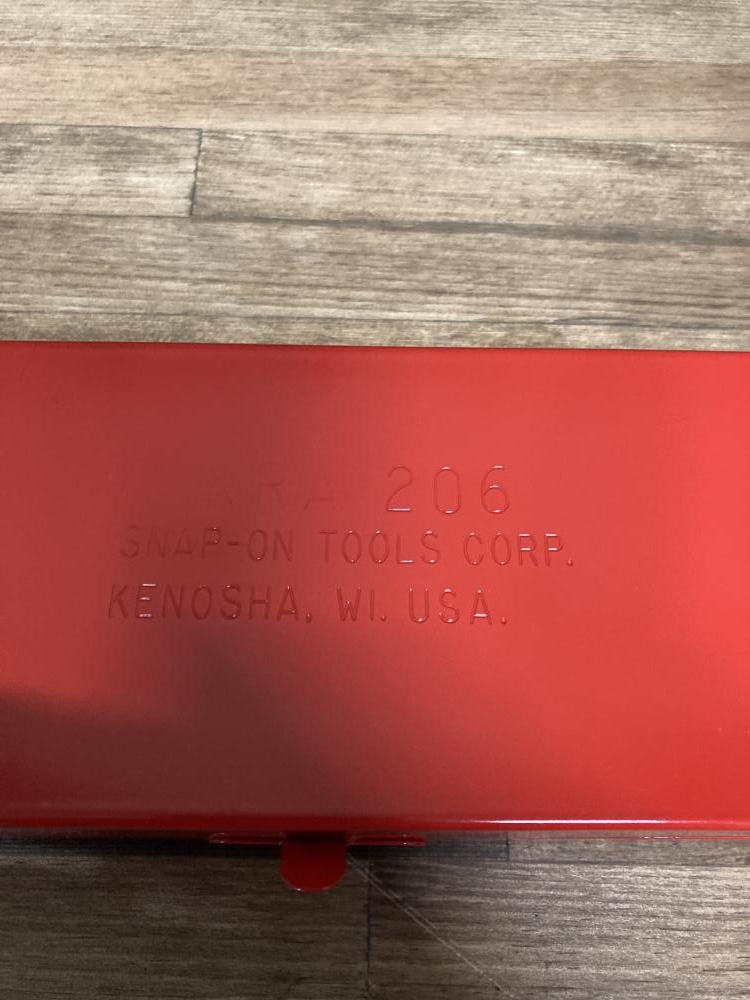 KRA 206
SNAP-ON TOOLS CORP.
KENOSHA, WI. USA.